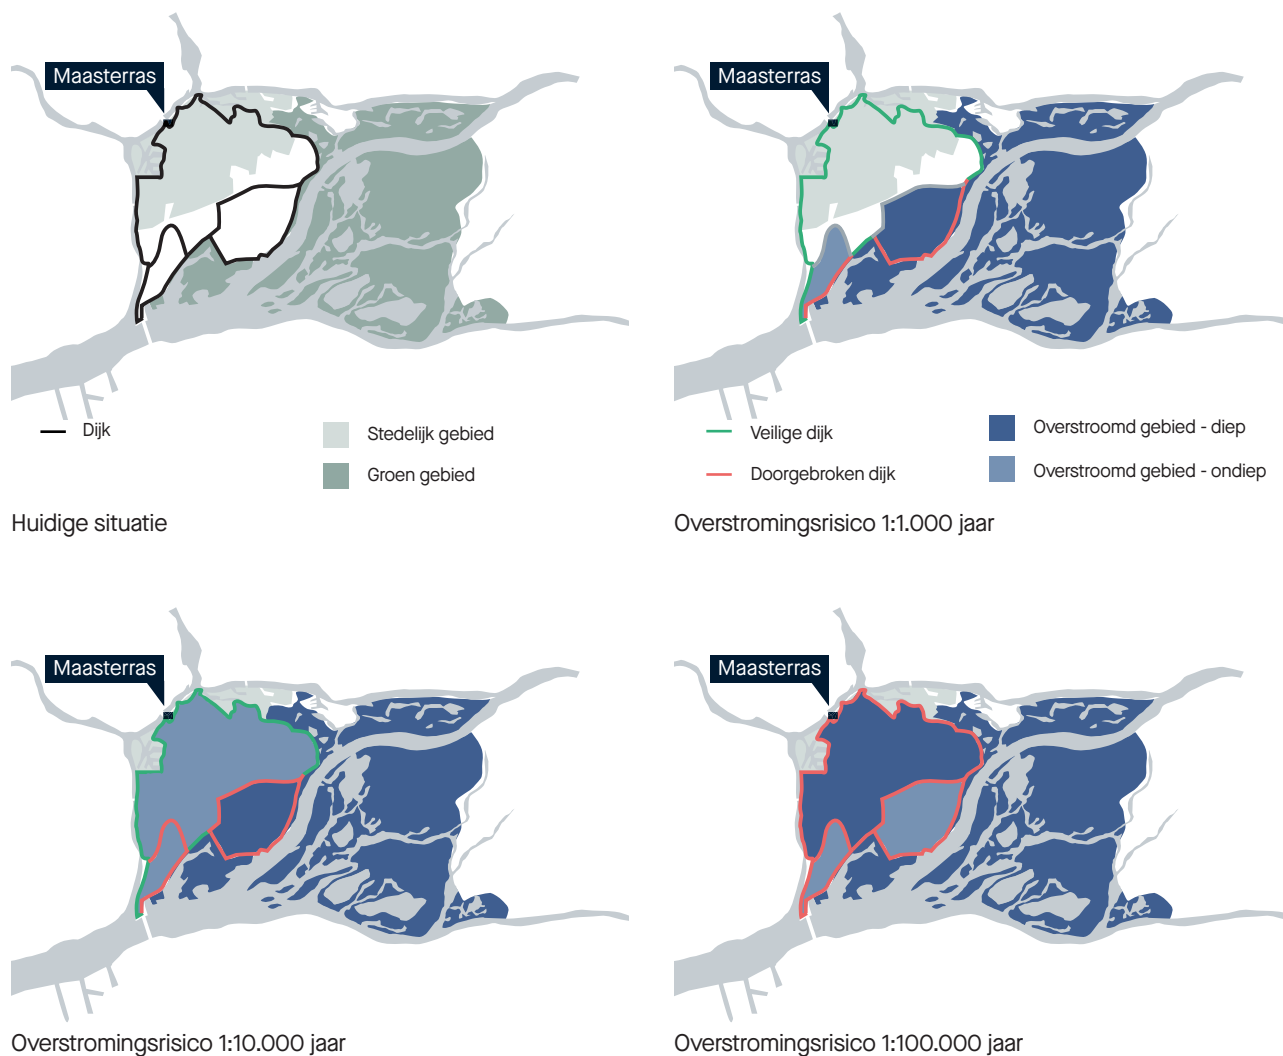 Maasterras
Dijk
Stedelijk gebied
Groen gebied
Huidige situatie
Maasterras
Veilige dijk
Doorgebroken dijk
Overstroomd gebied - diep
Overstroomd gebied - ondiep
Overstromingsrisico 1:1.000 jaar
Maasterras
Overstromingsrisico 1:10.000 jaar
Maasterras
Overstromingsrisico 1:100.000 jaar